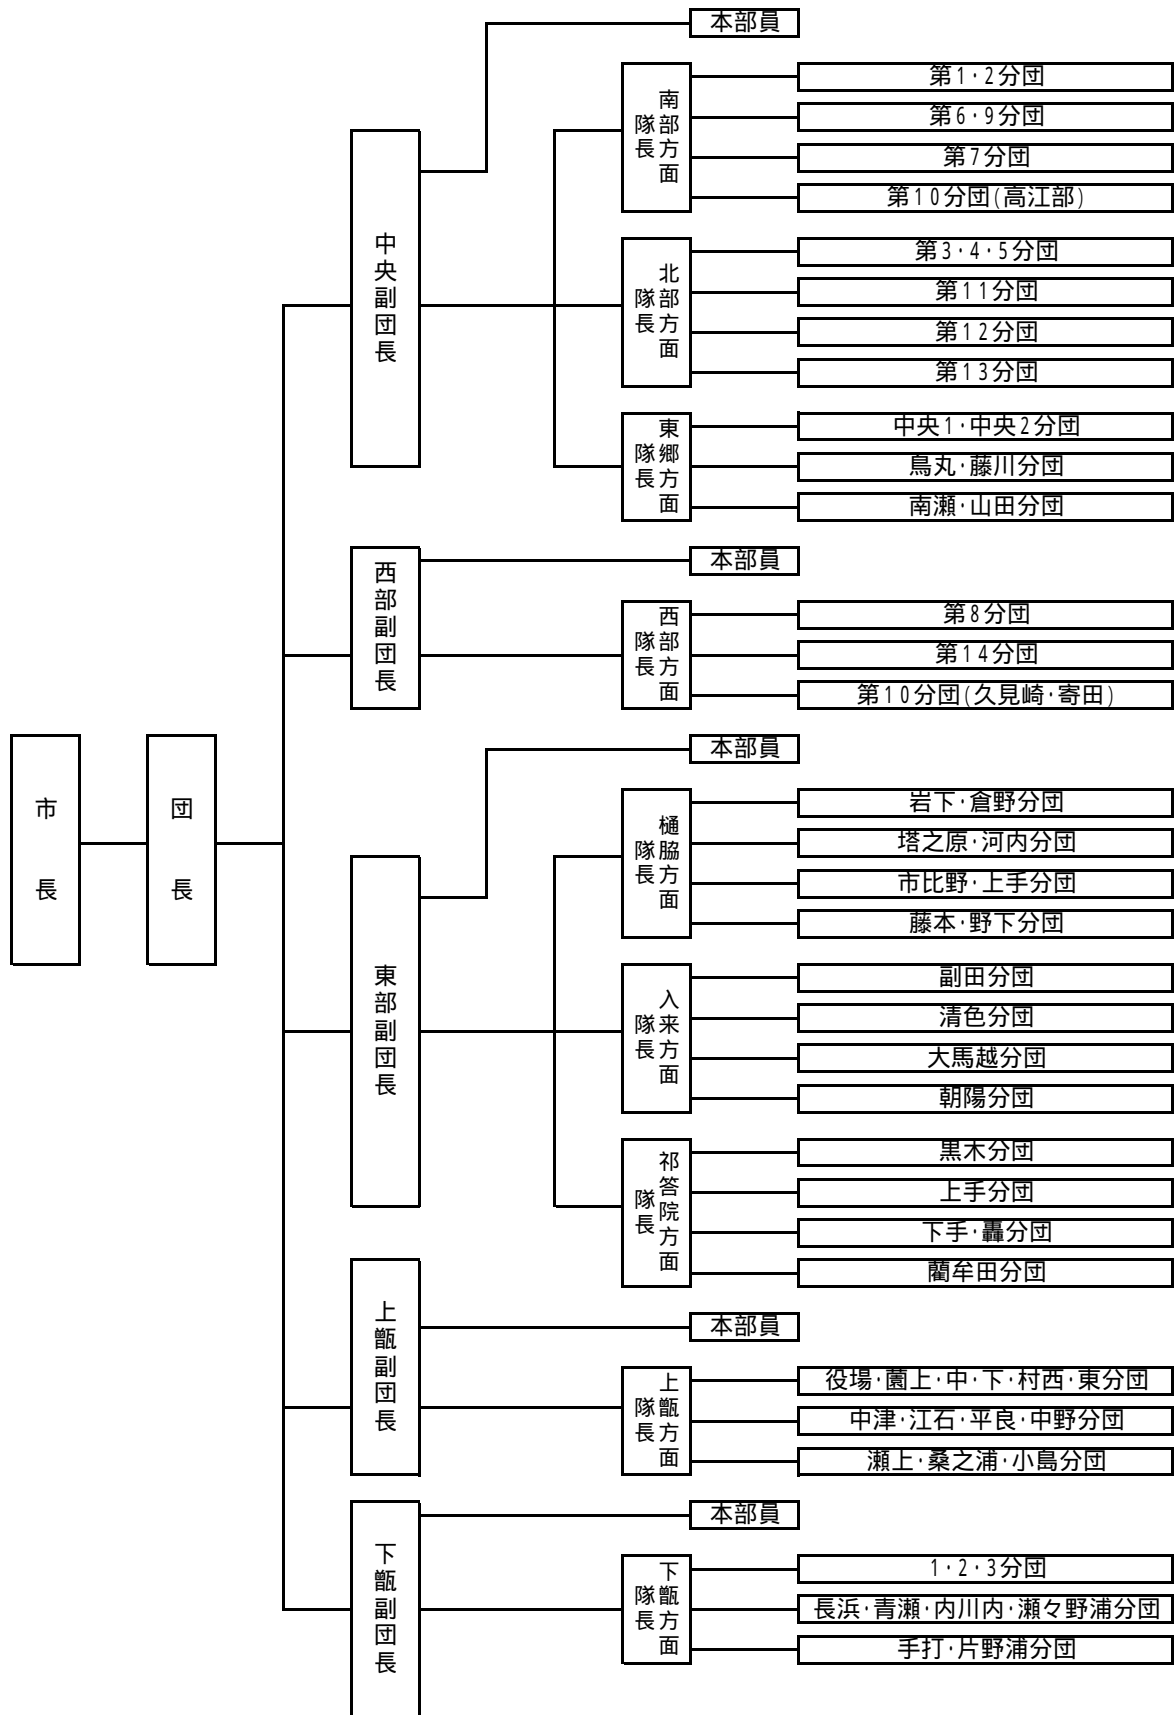 市長
団長
中央副団長
本部員
南部方面
隊長
第1・2分団
第6・9分団
第7分団
第10分団(高江部)
北部方面
隊長
第3・4・5分団
第11分団
第12分団
第13分団
東郷方面
隊長
中央1・中央2分団
鳥丸・藤川分団
南瀬・山田分団
西部副団長
本部員
西部方面
隊長
第8分団
第14分団
第10分団(久見崎・寄田)
東部副団長
本部員
樋脇方面
隊長
岩下・倉野分団
塔之原・河内分団
市比野・上手分団
藤本・野下分団
入来方面
隊長
副田分団
清色分団
大馬越分団
朝陽分団
祁答院方面
隊長
黒木分団
上手分団
下手・轟分団
藺牟田分団
上甑副団長
本部員
上甑方面
隊長
役場・薗上・中・下・村西・東分団
中津・江石・平良・中野分団
瀬上・桑之浦・小島分団
下甑副団長
本部員
下甑方面
隊長
1・2・3分団
長浜・青瀬・内川内・瀬々野浦分団
手打・片野浦分団